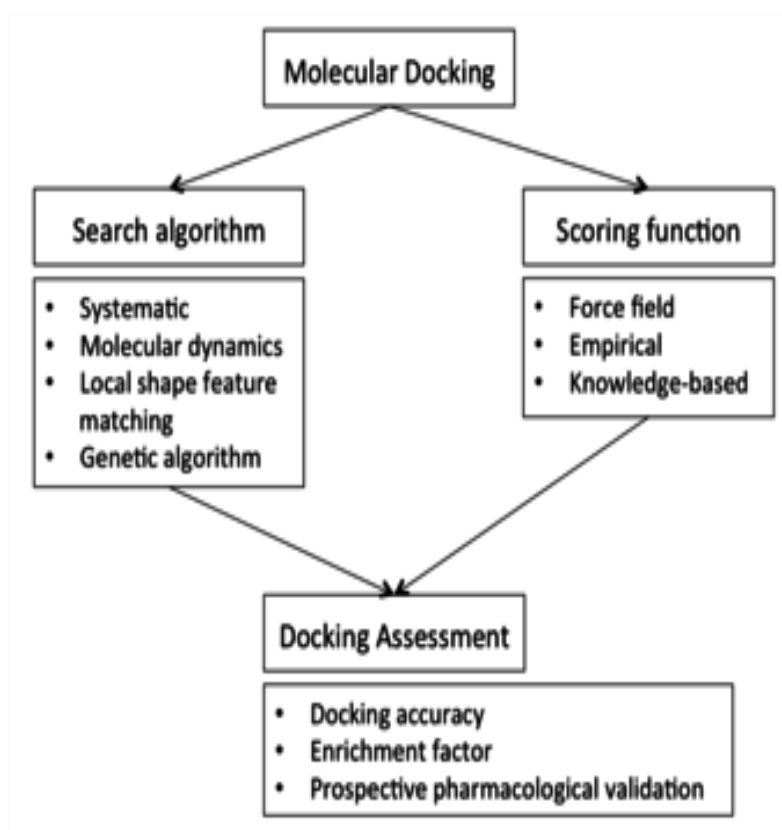 Molecular Docking
Search algorithm
• Systematic
• Molecular dynamics
• Local shape feature
matching
• Genetic algorithm
Scoring function
• Force field
• Empirical
• Knowledge-based
Docking Assessment
• Docking accuracy
• Enrichment factor
• Prospective pharmacological validation